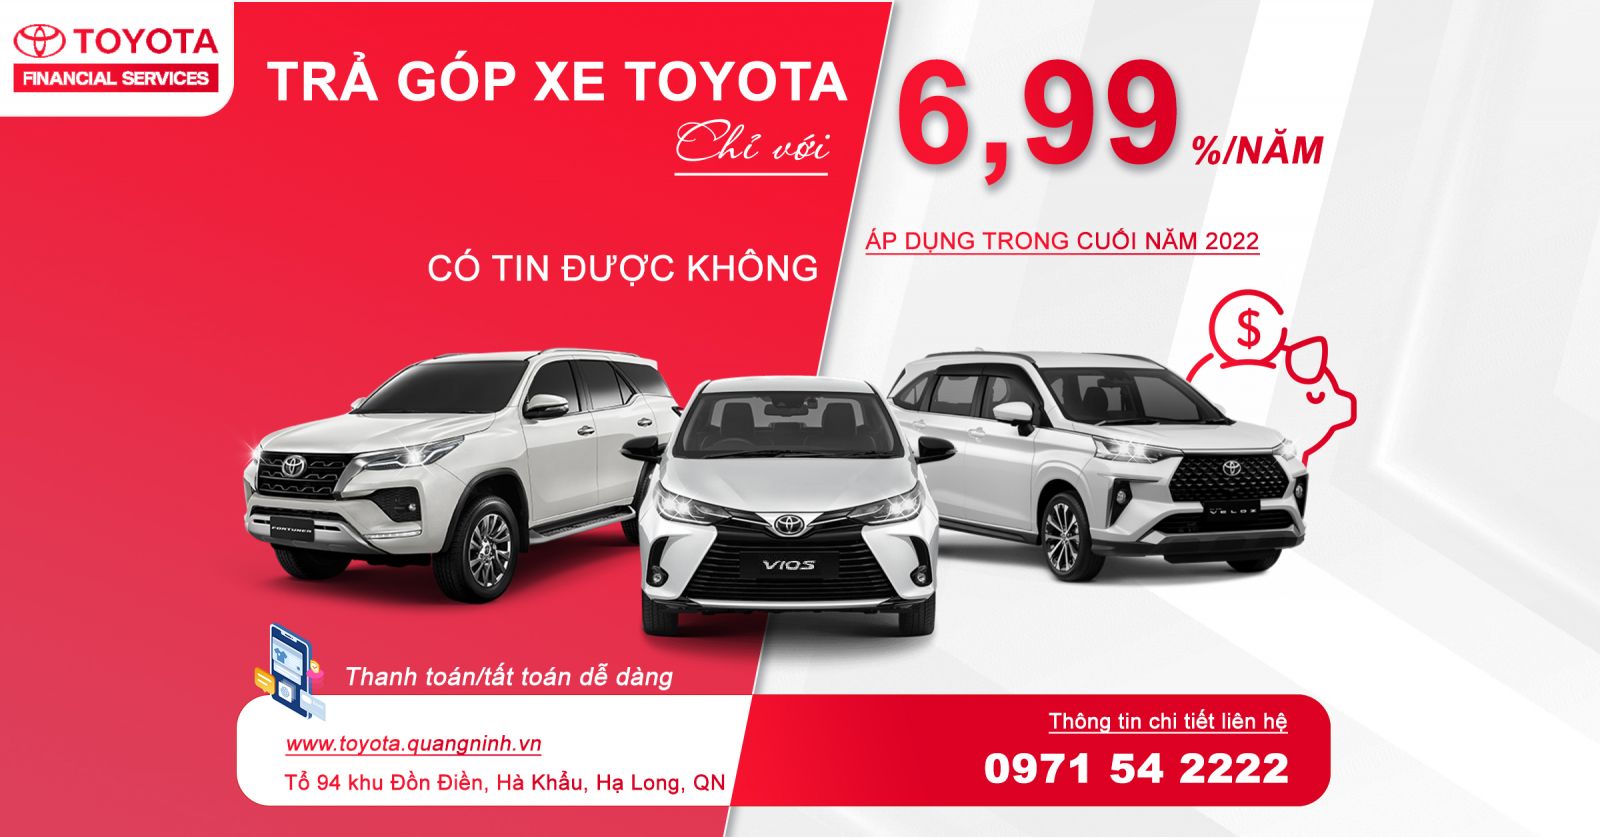 TOYOTA
FINANCIAL SERVICES
TRẢ GÓP XE TOYOTA
Chỉ với
6,99 %/NĂM
ÁP DỤNG TRONG CUỐI NĂM 2022
CÓ TIN ĐƯỢC KHÔNG
$
FORTUNER
VIOS
VELOZ
Thanh toán/tất toán dễ dàng
www.toyota.quangninh.vn
Tổ 94 khu Đồn Điền, Hà Khẩu, Hạ Long, QN
Thông tin chi tiết liên hệ
0971 54 2222